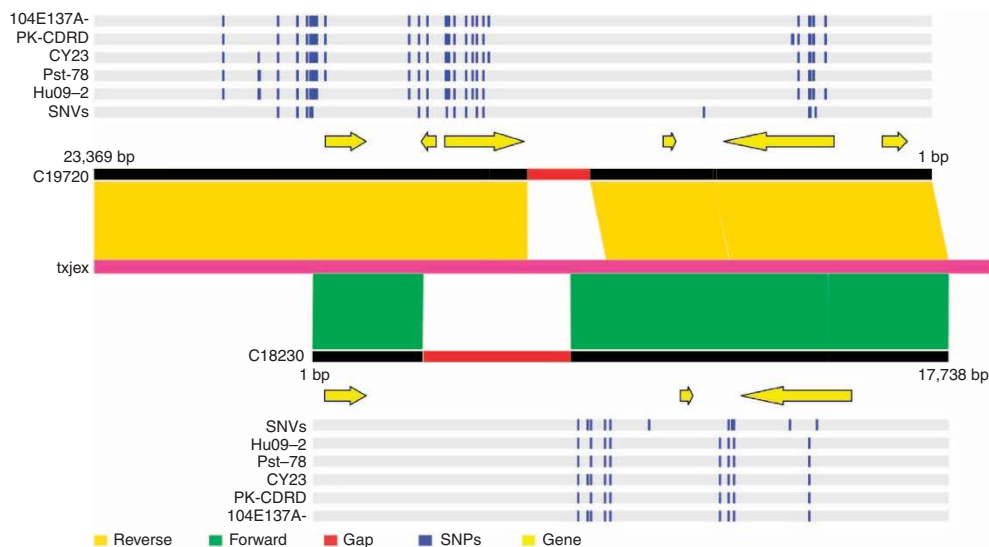 104E137A-
PK-CDRD
CY23
Pst-78
Hu09–2
SNVs
23,369 bp
1 bp
C19720
txjex
C18230
1 bp
17,738 bp
SNVs
Hu09–2
Pst–78
CY23
PK-CDRD
104E137A-
Reverse Forward Gap SNPs Gene